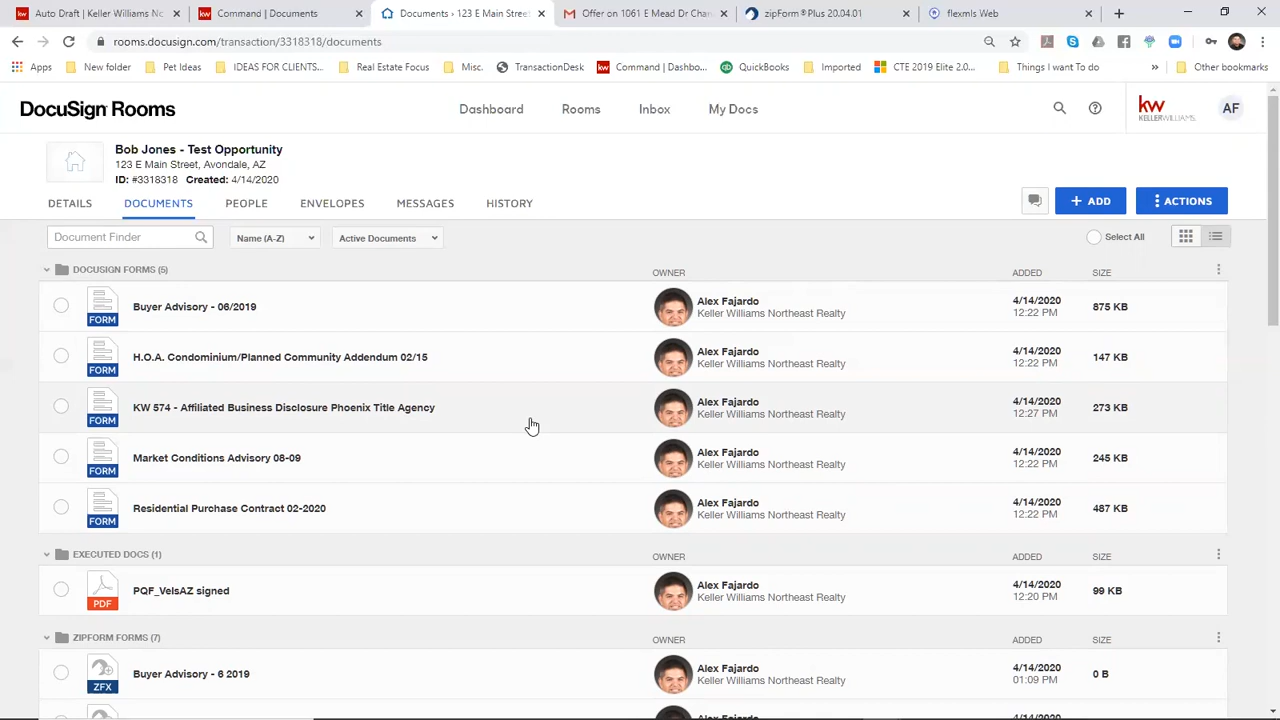 Auto Draft | Keller Williams N
Command | Documents
Documents › 123 E Main Street
Offer on 1001 E Mead Dr Chan
zipForm® Plus 20.04:01
flexmls Web
rooms.docusign.com/transaction/3318318/documents
Apps
New folder
Pet Ideas
IDEAS FOR CLIENTS...
Real Estate Focus
Misc.
TransactionDesk
kw
Command | Dashbo...
qb
QuickBooks
Imported
CTE 2019 Elite 2.0...
Things I want To do
»
Other bookmarks
DocuSign Rooms
Dashboard
Rooms
Inbox
My Docs
kw
KELLERWILLIAMS.
AF
Bob Jones - Test Opportunity
123 E Main Street, Avondale, AZ
ID: #3318318 Created: 4/14/2020
DETAILS
DOCUMENTS
PEOPLE
ENVELOPES
MESSAGES
HISTORY
+ ADD
ACTIONS
Document Finder
Name (A-Z)
Active Documents
Select All
DOCUSIGN FORMS (5)
OWNER
ADDED
SIZE
FORM
Buyer Advisory - 06/2019
Alex Fajardo
Keller Williams Northeast Realty
4/14/2020
12:22 PM
875 KB
FORM
H.O.A. Condominium/Planned Community Addendum 02/15
Alex Fajardo
Keller Williams Northeast Realty
4/14/2020
12:22 PM
147 KB
FORM
KW 574 - Affiliated Business Disclosure Phoenix Title Agency
Alex Fajardo
Keller Williams Northeast Realty
4/14/2020
12:27 PM
273 KB
FORM
Market Conditions Advisory 08-09
Alex Fajardo
Keller Williams Northeast Realty
4/14/2020
12:22 PM
245 KB
FORM
Residential Purchase Contract 02-2020
Alex Fajardo
Keller Williams Northeast Realty
4/14/2020
12:22 PM
487 KB
EXECUTED DOCS (1)
OWNER
ADDED
SIZE
PDF
PQF_VelsAZ signed
Alex Fajardo
Keller Williams Northeast Realty
4/14/2020
12:20 PM
99 KB
ZIPFORM FORMS (7)
OWNER
ADDED
SIZE
ZFX
Buyer Advisory - 6 2019
Alex Fajardo
Keller Williams Northeast Realty
4/14/2020
01:09 PM
0 B
Alex Fajardo
4/14/2020